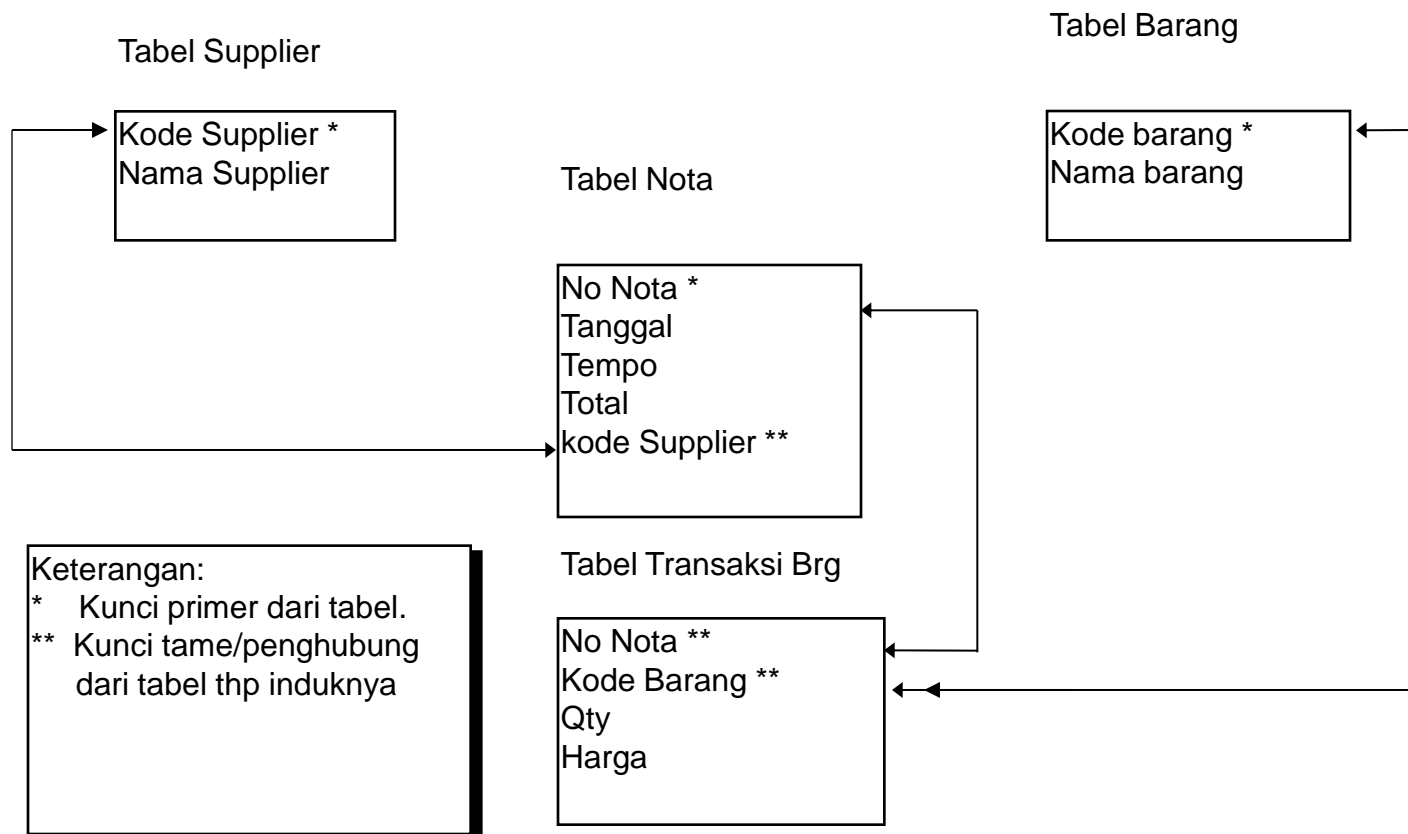 Tabel Supplier
Kode Supplier *
Nama Supplier
Tabel Barang
Kode barang *
Nama barang
Tabel Nota
No Nota *
Tanggal
Tempo
Total
kode Supplier **
Keterangan:
* Kunci primer dari tabel.
** Kunci tame/penghubung
dari tabel thp induknya
Tabel Transaksi Brg
No Nota **
Kode Barang **
Qty
Harga